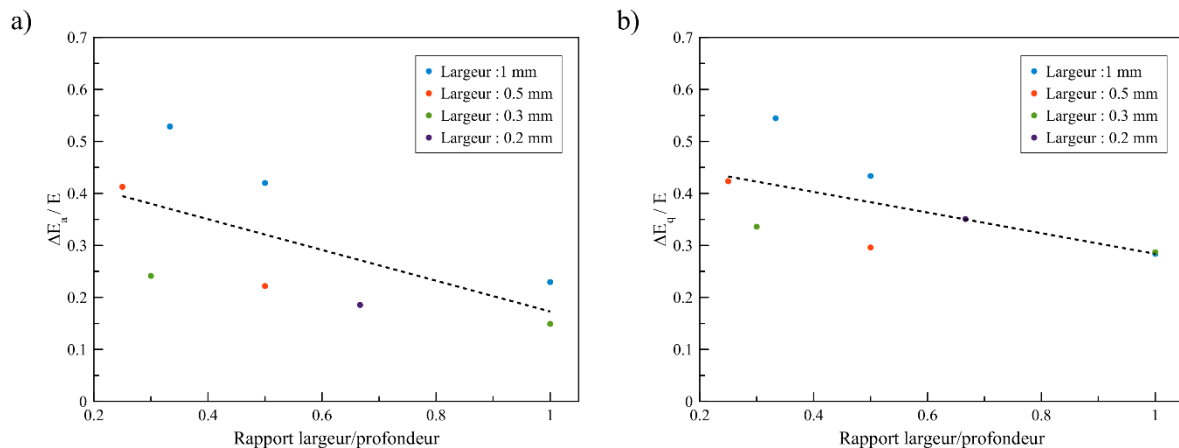 a)
0.7
0.6
0.5
0.4
0.3
0.2
0.1
0
ΔEa / E
Largeur :1 mm
Largeur : 0.5 mm
Largeur : 0.3 mm
Largeur : 0.2 mm
0.2 0.4 0.6 0.8 1
Rapport largeur/profondeur
b)
0.7
0.6
0.5
0.4
0.3
0.2
0.1
0
ΔEq / E
Largeur :1 mm
Largeur : 0.5 mm
Largeur : 0.3 mm
Largeur : 0.2 mm
0.2 0.4 0.6 0.8 1
Rapport largeur/profondeur